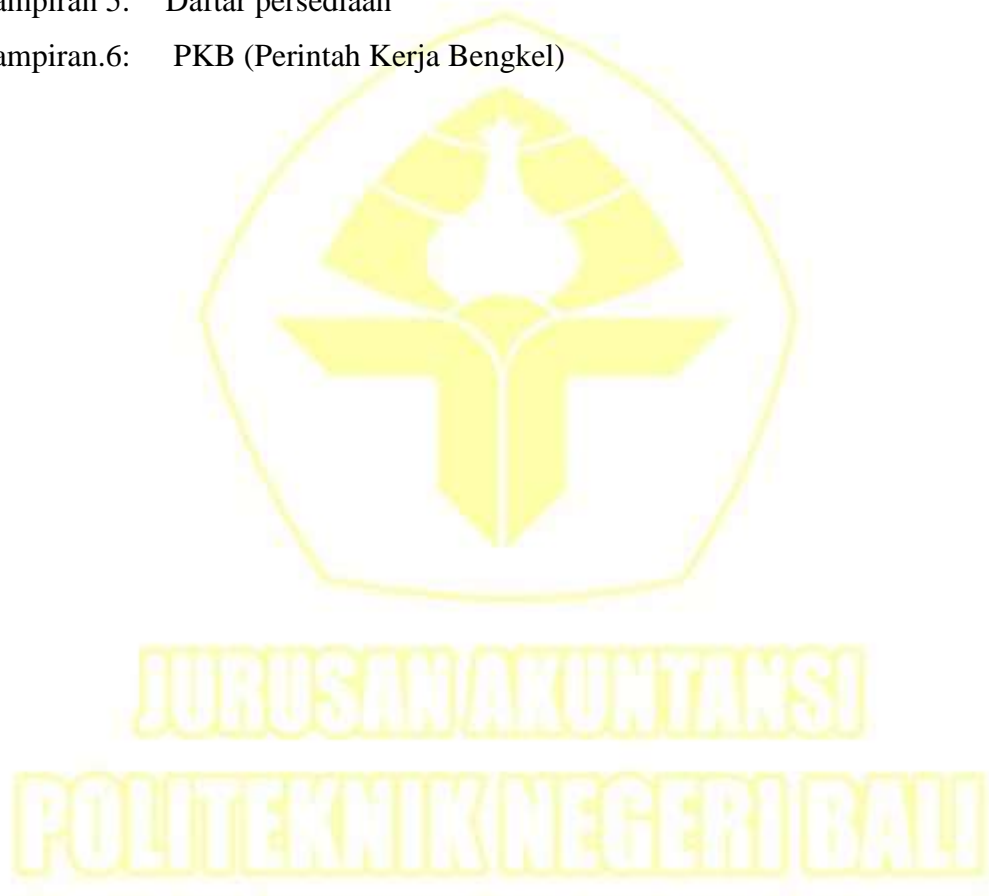 ampiran 5: Daftar persediaan
ampiran.6: PKB (Perintah Kerja Bengkel)
JURUSAN AKUNTANSI
POLITEKNIK NEGERI BALI